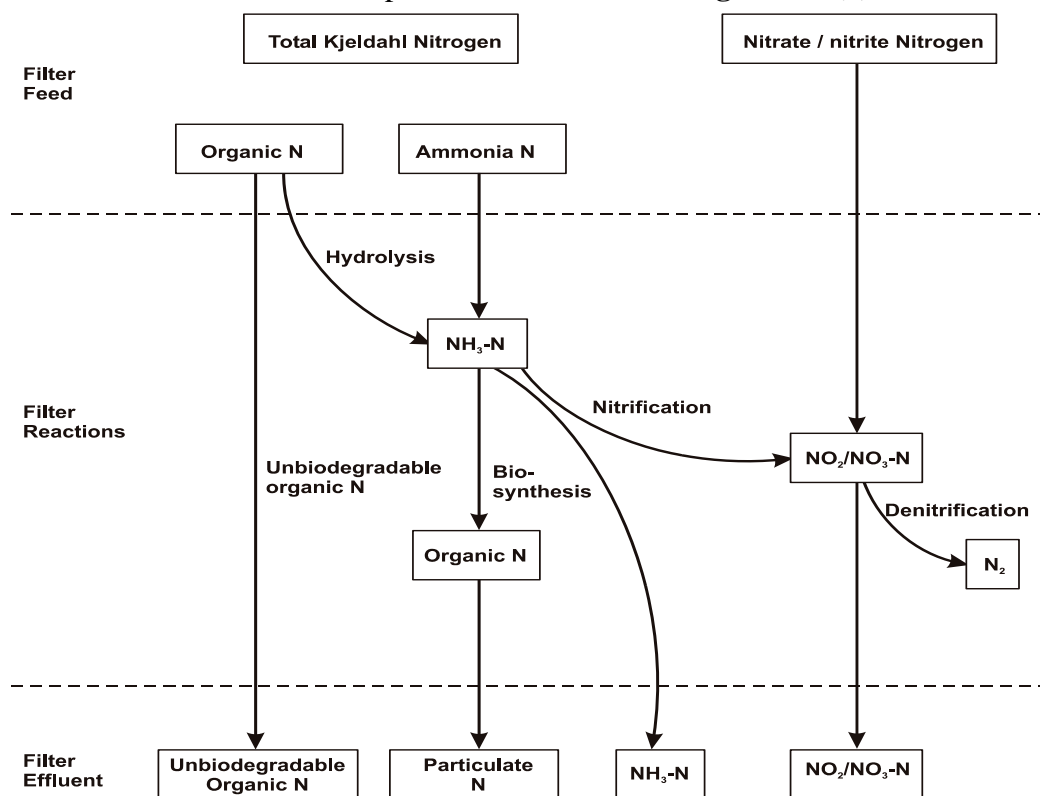 Total Kjeldahl Nitrogen
Nitrate / nitrite Nitrogen
Filter
Feed
Organic N
Ammonia N
Hydrolysis
NH₃-N
Nitrification
Filter
Reactions
NO₂/NO₃-N
Unbiodegradable
organic N
Bio-
synthesis
Denitrification
Organic N
N₂
Filter
Effluent
Unbiodegradable
Organic N
Particulate
N
NH₃-N
NO₂/NO₃-N